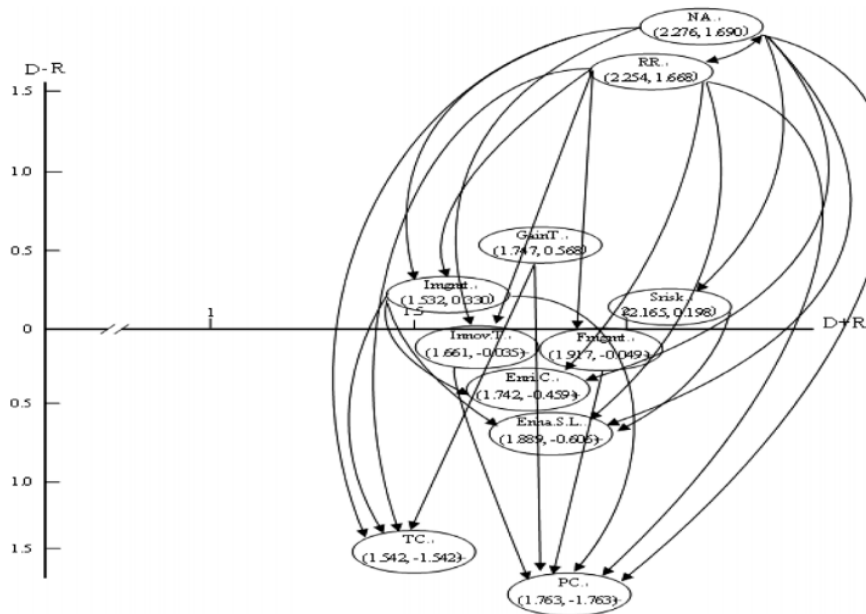 NA
(2.276, 1.690)
D-R
RR
(2.254, 1.668)
1.5
1.0
GainT
(1.747, 0.568)
0.5
Imgmt
(1.532, 0.330)
Srisk
(2.165, 0.198)
1
1.5
0
D+R
Innov.T
(1.661, -0.035)
Fmgmt
(1.917, -0.049)
Enri.C
(1.742, -0.459)
0.5
Enha.S.L
(1.889, -0.606)
1.0
1.5
TC
(1.542, -1.542)
PC
(1.763, -1.763)